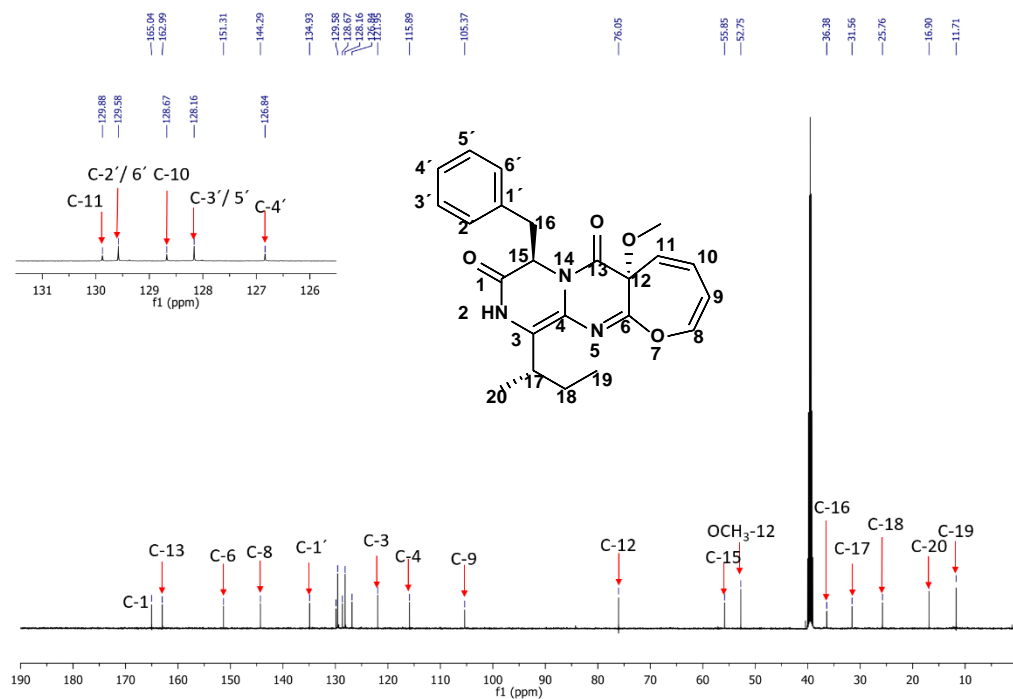 165.04 162.99 151.31 144.29 134.93 129.58 128.67 128.16 126.84 121.95 115.89 105.37 76.05 55.85 52.75 36.38 31.56 25.76 16.90 11.71
129.88 129.58 128.67 128.16 126.84
C-11 C-2´/ 6´ C-10 C-3´/ 5´ C-4´
131 130 129 128 127 126
f1 (ppm)
5´
4´ 6´
3´ 1´
2´ 16
O 15 O O 11 10
1 14 13 12 9
HN 2 N 4 N 5 6 O 7 8
3
17 19
20 18
C-1 C-13 C-6 C-8 C-1´ C-3 C-4 C-9 C-12 C-15 OCH3-12 C-16 C-17 C-18 C-20 C-19
190 180 170 160 150 140 130 120 110 100 90 80 70 60 50 40 30 20 10
f1 (ppm)